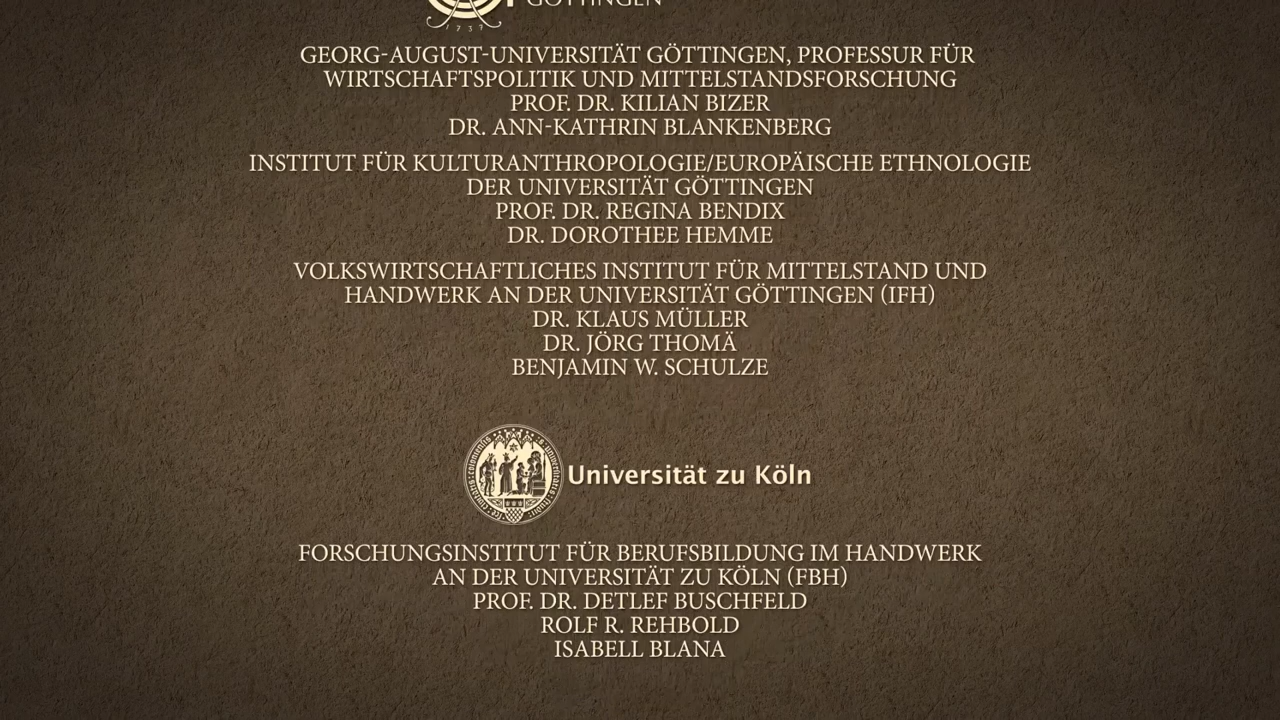 GÖTTINGEN
1737
GEORG-AUGUST-UNIVERSITÄT GÖTTINGEN, PROFESSUR FÜR
WIRTSCHAFTSPOLITIK UND MITTELSTANDSFORSCHUNG
PROF. DR. KILIAN BIZER
DR. ANN-KATHRIN BLANKENBERG
INSTITUT FÜR KULTURANTHROPOLOGIE/EUROPÄISCHE ETHNOLOGIE
DER UNIVERSITÄT GÖTTINGEN
PROF. DR. REGINA BENDIX
DR. DOROTHEE HEMME
VOLKSWIRTSCHAFTLICHES INSTITUT FÜR MITTELSTAND UND
HANDWERK AN DER UNIVERSITÄT GÖTTINGEN (IFH)
DR. KLAUS MÜLLER
DR. JÖRG THOMÄ
BENJAMIN W. SCHULZE
Universität zu Köln
FORSCHUNGSINSTITUT FÜR BERUFSBILDUNG IM HANDWERK
AN DER UNIVERSITÄT ZU KÖLN (FBH)
PROF. DR. DETLEF BUSCHFELD
ROLF R. REHBOLD
ISABELL BLANA